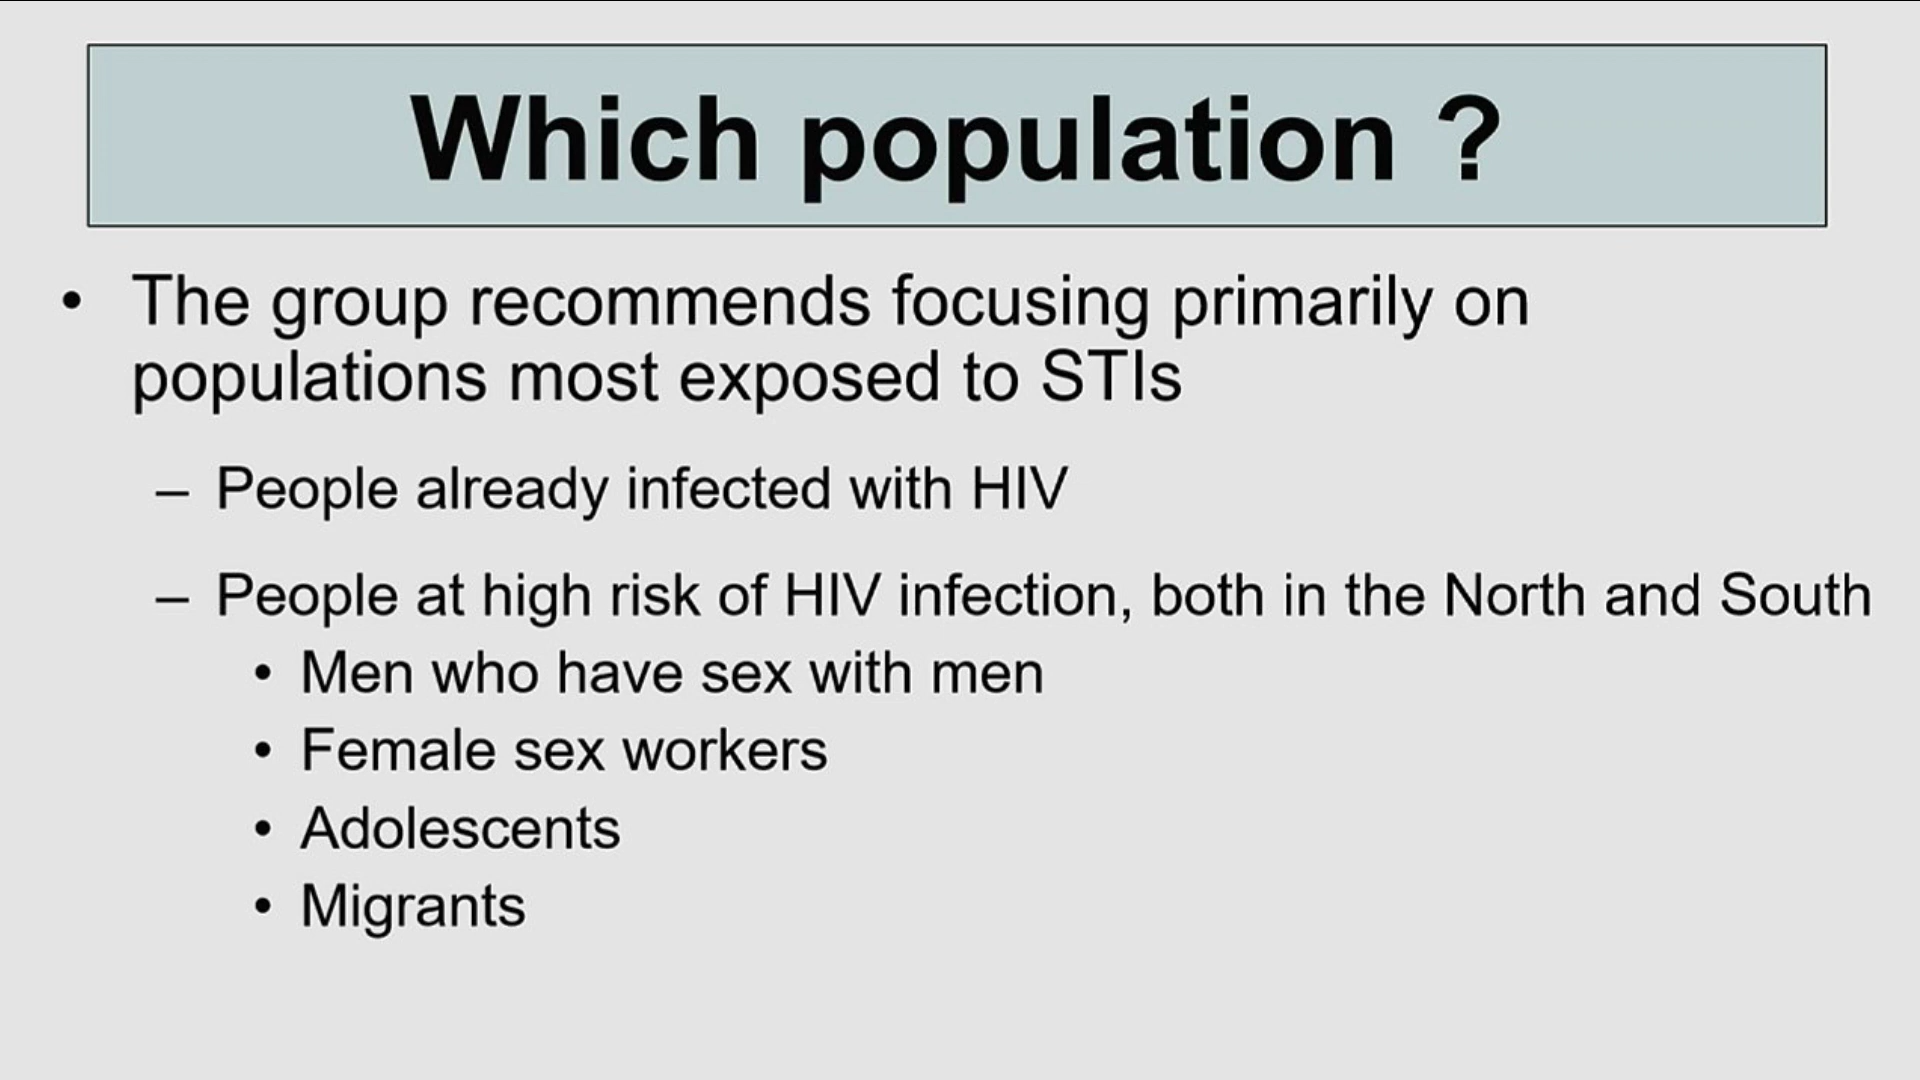 Which population ?
• The group recommends focusing primarily on
populations most exposed to STIs
– People already infected with HIV
– People at high risk of HIV infection, both in the North and South
• Men who have sex with men
• Female sex workers
• Adolescents
• Migrants